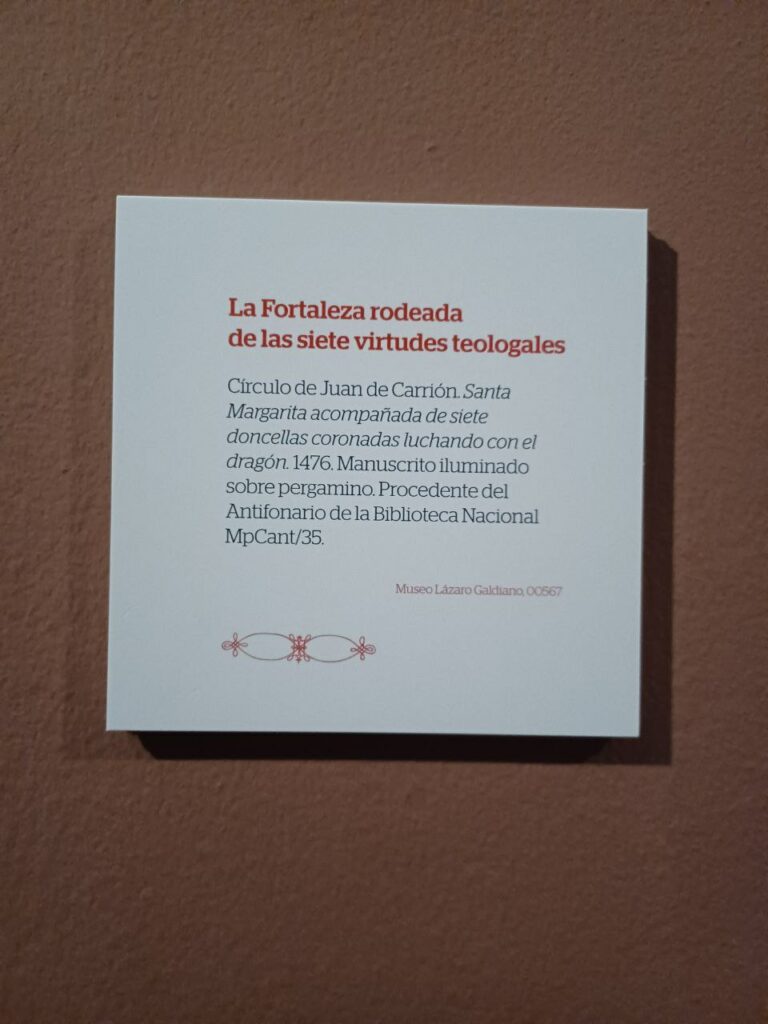 La Fortaleza rodeada
de las siete virtudes teologales
Círculo de Juan de Carrión. Santa
Margarita acompañada de siete
doncellas coronadas luchando con el
dragón. 1476. Manuscrito iluminado
sobre pergamino. Procedente del
Antifonario de la Biblioteca Nacional
MpCant/35.
Museo Lázaro Galdiano, 00567